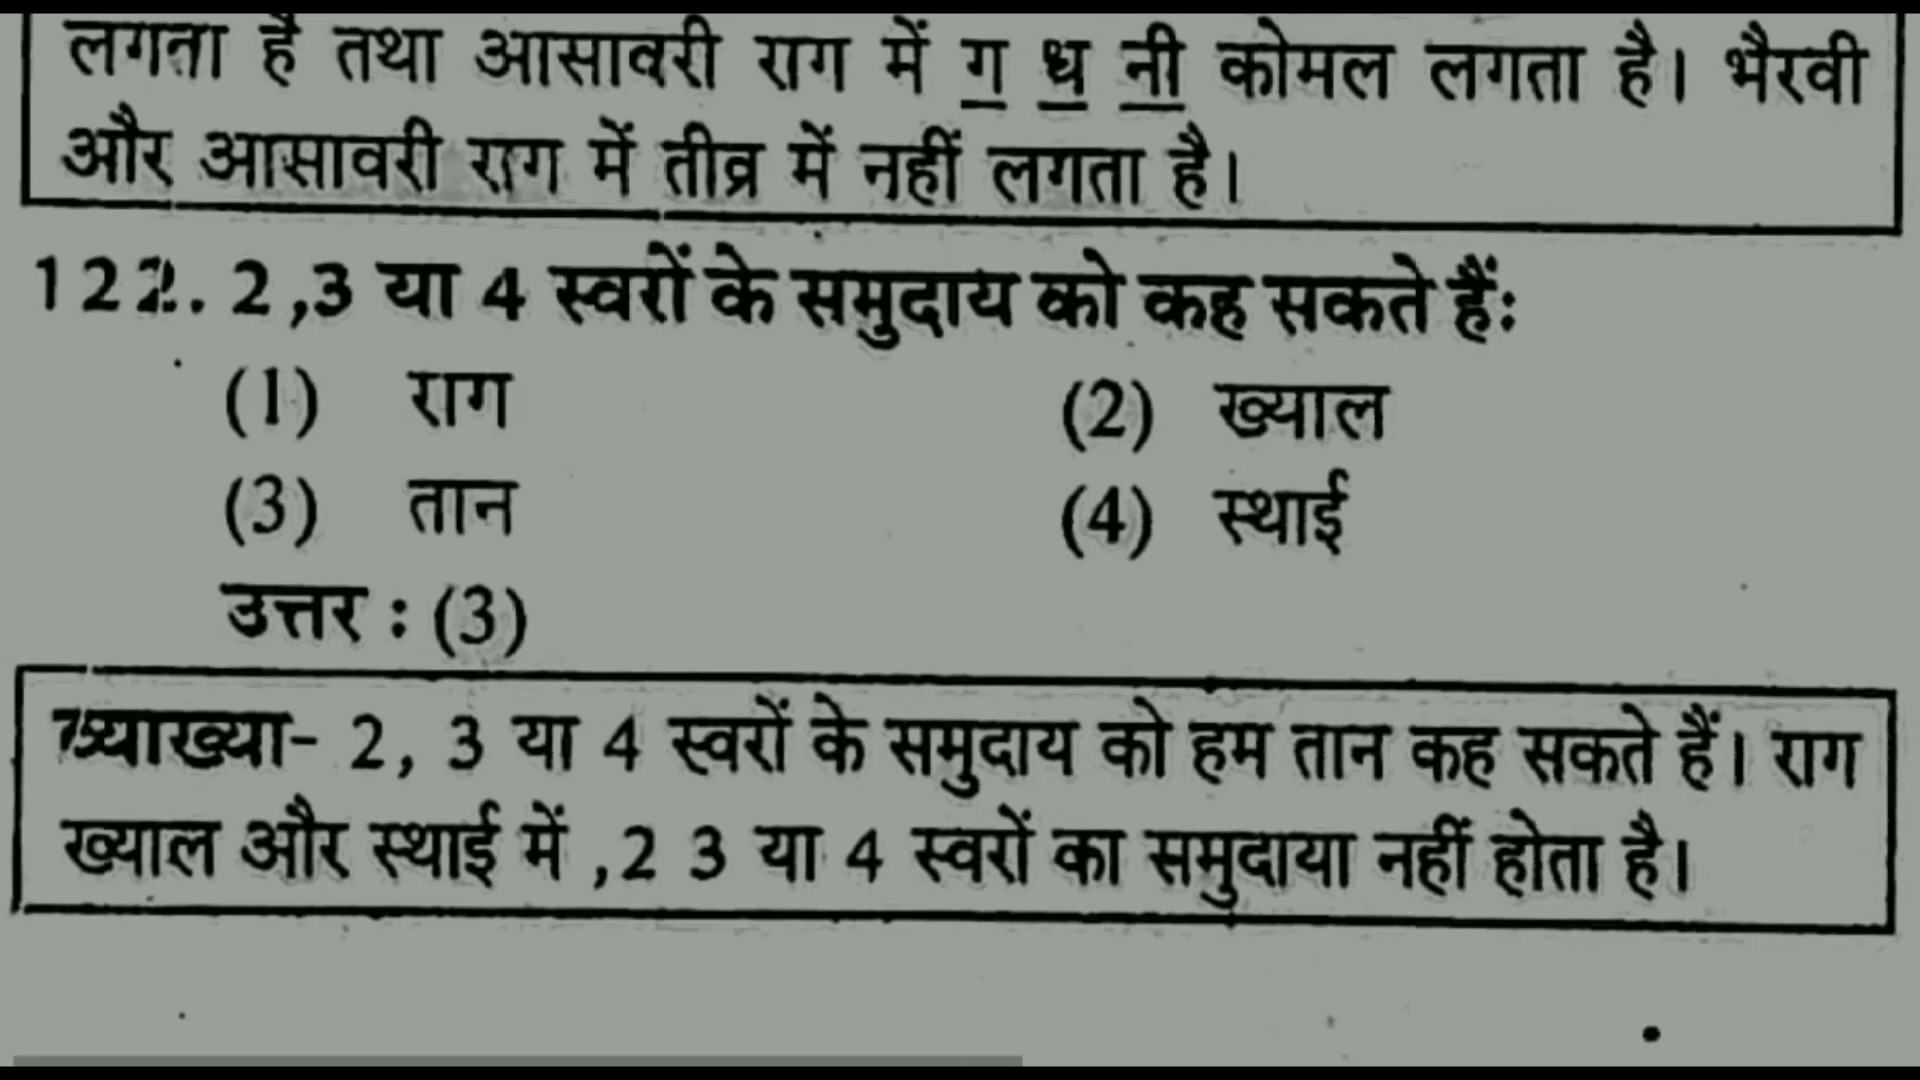 लगता है तथा आसावरी राग में ग ध नी कोमल लगता है। भैरवी
और आसावरी राग में तीव्र में नहीं लगता है।
122. 2,3 या 4 स्वरों के समुदाय को कह सकते हैंः
(1) राग (2) ख्याल
(3) तान (4) स्थाई
उत्तर : (3)
व्याख्या- 2, 3 या 4 स्वरों के समुदाय को हम तान कह सकते हैं। राग
ख्याल और स्थाई में ,2 3 या 4 स्वरों का समुदाया नहीं होता है।